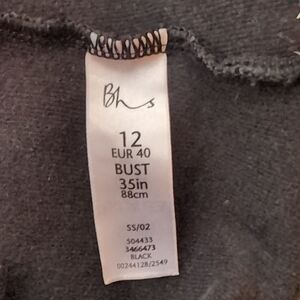 Bhs
12
EUR 40
BUST
35in
88cm
SS/02
504433
3466473
BLACK
00244128/2549